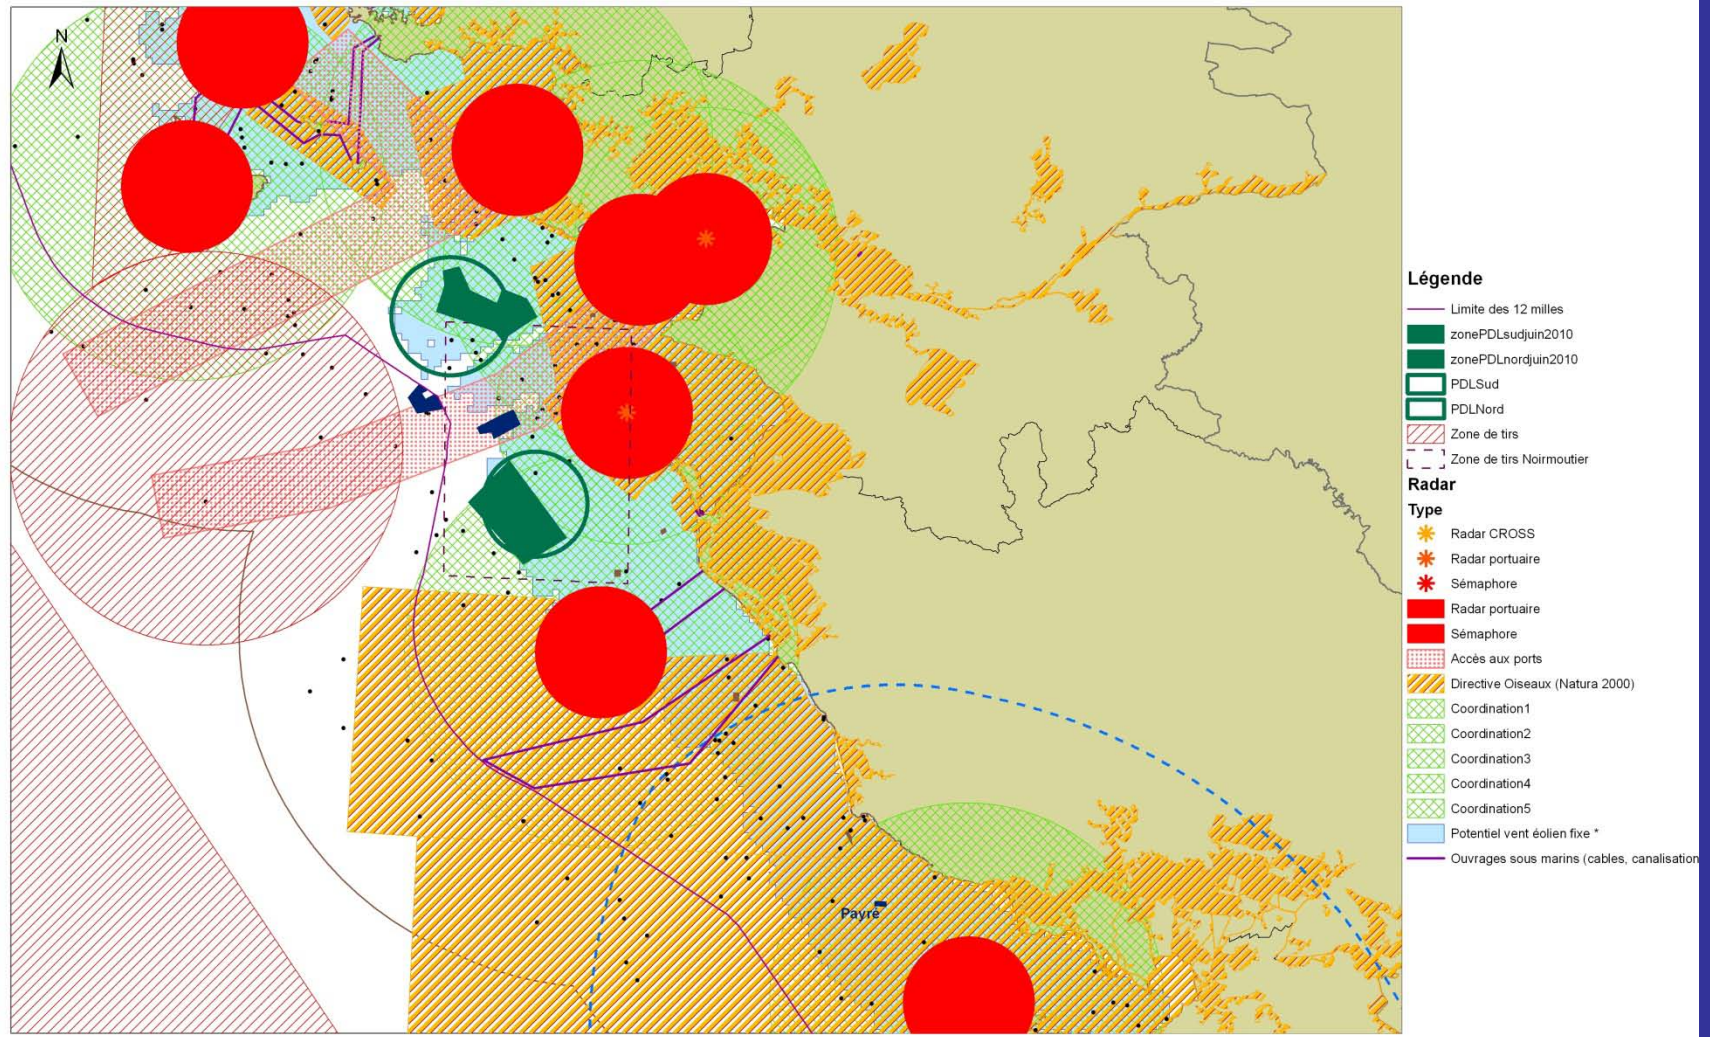 N
Payré
Légende
Limite des 12 milles
zonePDLsudjuin2010
zonePDLnordjuin2010
PDLSud
PDLNord
Zone de tirs
Zone de tirs Noirmoutier
Radar
Type
Radar CROSS
Radar portuaire
Sémaphore
Radar portuaire
Sémaphore
Accès aux ports
Directive Oiseaux (Natura 2000)
Coordination1
Coordination2
Coordination3
Coordination4
Coordination5
Potentiel vent éolien fixe *
Ouvrages sous marins (cables, canalisation